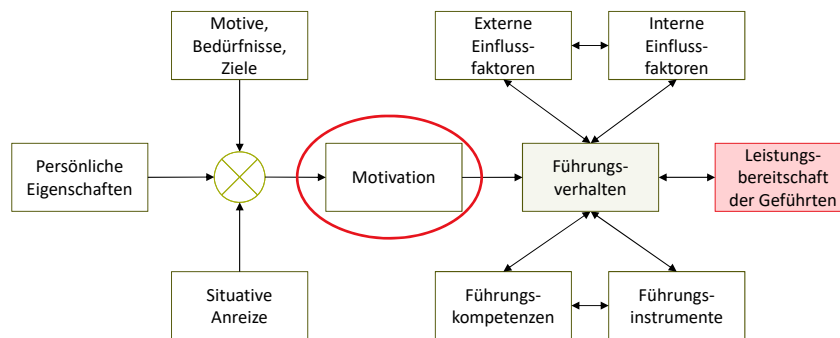 Motive,
Bedürfnisse,
Ziele
Externe
Einfluss-
faktoren
Interne
Einfluss-
faktoren
Persönliche
Eigenschaften
Motivation
Führungs-
verhalten
Leistungs-
bereitschaft
der Geführten
Situative
Anreize
Führungs-
kompetenzen
Führungs-
instrumente